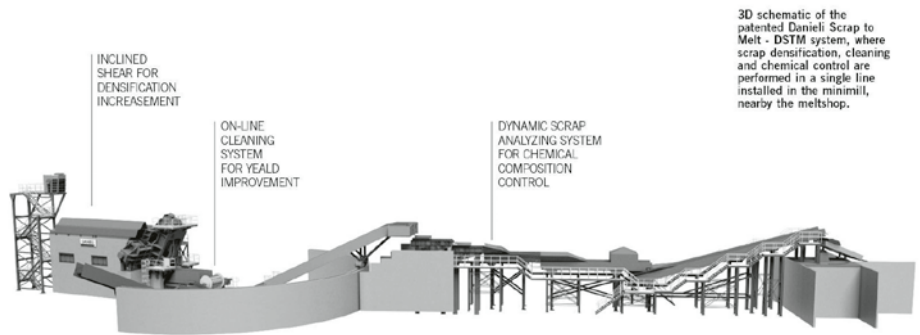 3D schematic of the
patented Danieli Scrap to
Melt - DSTM system, where
scrap densification, cleaning
and chemical control are
performed in a single line
installed in the minimill,
nearby the meltshop.
INCLINED
SHEAR FOR
DENSIFICATION
INCREASEMENT
ON-LINE
CLEANING
SYSTEM
FOR YEALD
IMPROVEMENT
DYNAMIC SCRAP
ANALYZING SYSTEM
FOR CHEMICAL
COMPOSITION
CONTROL